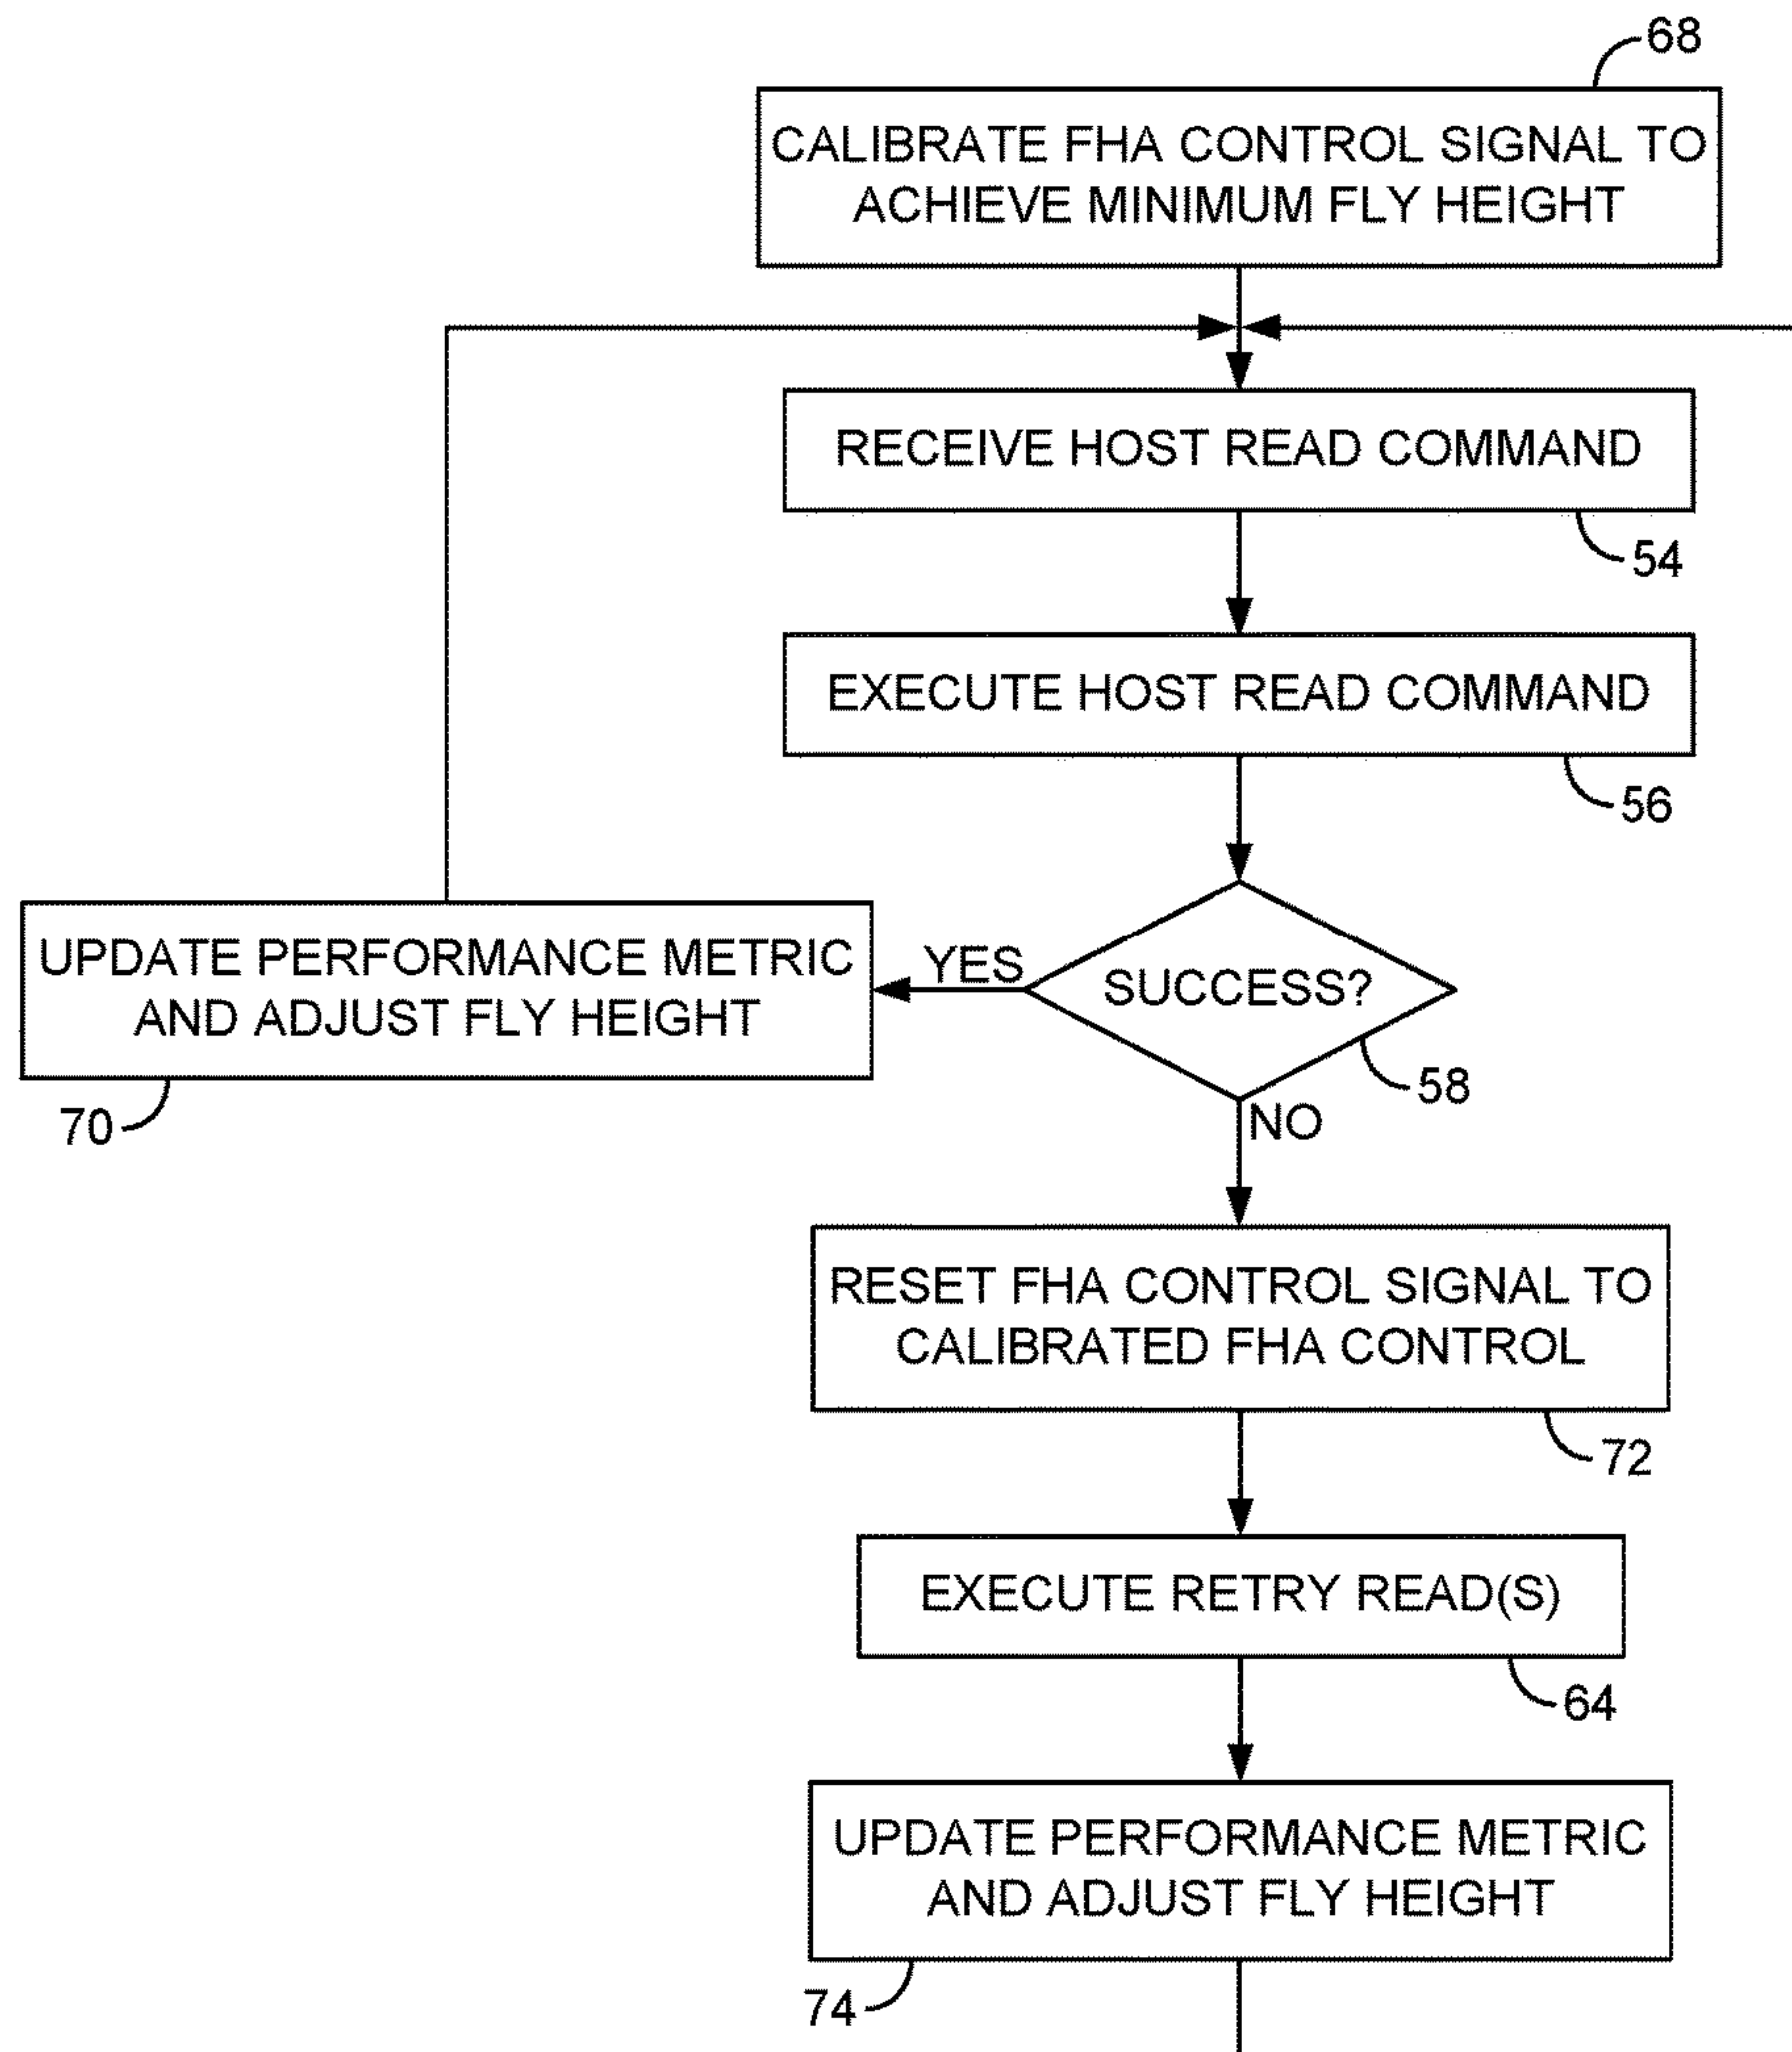 68
CALIBRATE FHA CONTROL SIGNAL TO
ACHIEVE MINIMUM FLY HEIGHT
RECEIVE HOST READ COMMAND
54
EXECUTE HOST READ COMMAND
56
UPDATE PERFORMANCE METRIC
AND ADJUST FLY HEIGHT
70
YES
SUCCESS?
58
NO
RESET FHA CONTROL SIGNAL TO
CALIBRATED FHA CONTROL
72
EXECUTE RETRY READ(S)
64
UPDATE PERFORMANCE METRIC
AND ADJUST FLY HEIGHT
74